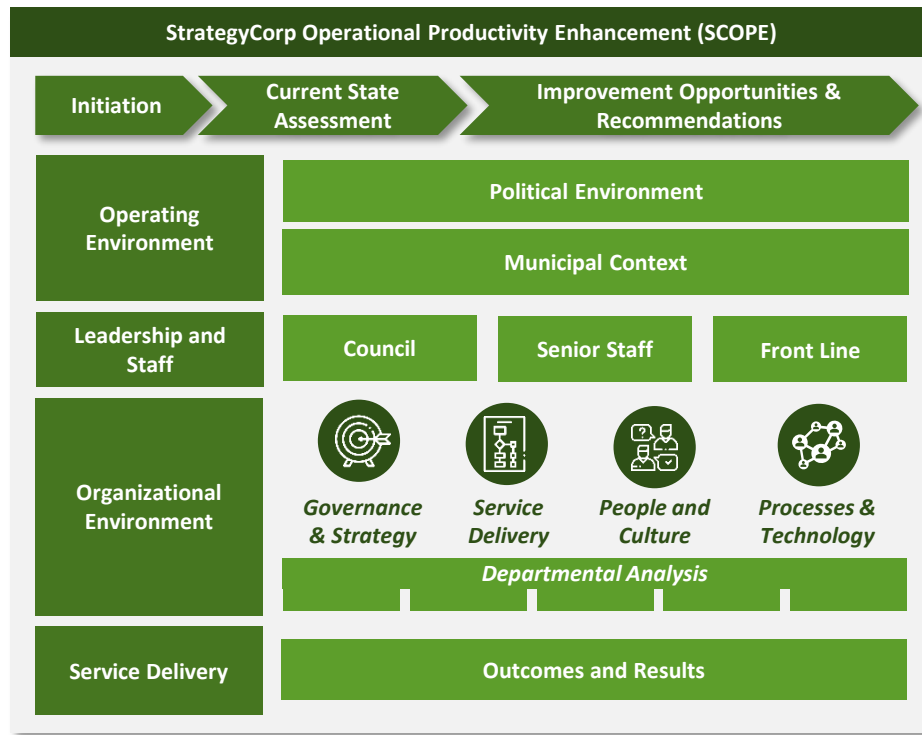 StrategyCorp Operational Productivity Enhancement (SCOPE)
Initiation
Current State
Assessment
Improvement Opportunities &
Recommendations
Operating
Environment
Political Environment
Municipal Context
Leadership and
Staff
Council
Senior Staff
Front Line
Organizational
Environment
Governance
& Strategy
Service
Delivery
People and
Culture
Processes &
Technology
Departmental Analysis
Service Delivery
Outcomes and Results